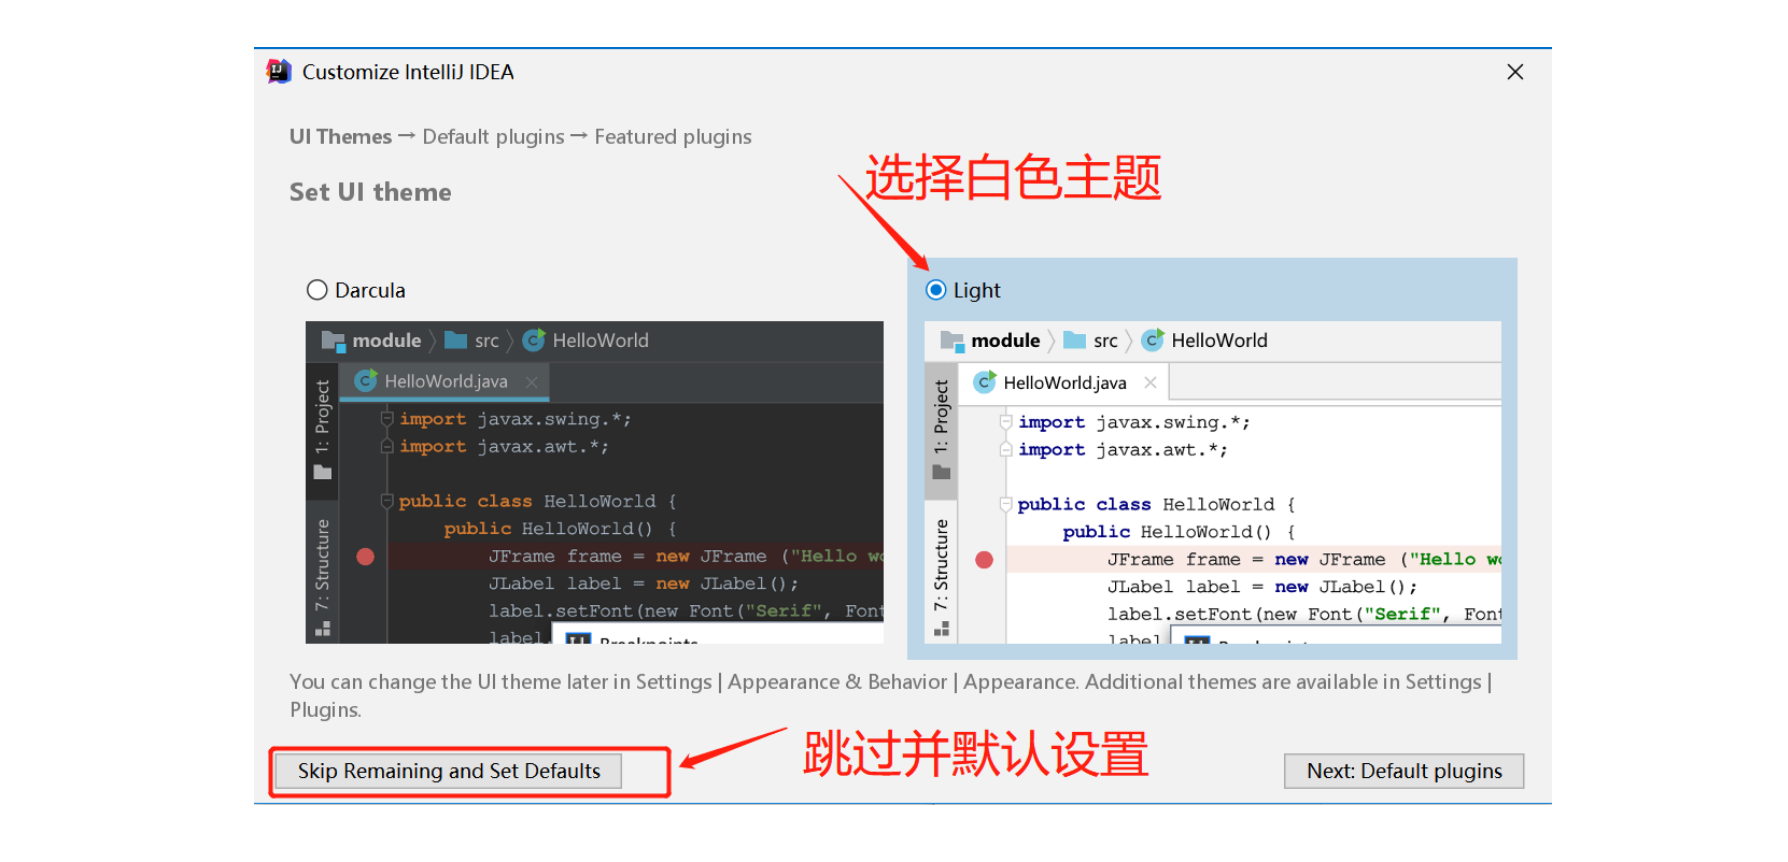 Customize IntelliJ IDEA
UI Themes → Default plugins → Featured plugins
选择白色主题
Set UI theme
Darcula
module 〉 src 〉 HelloWorld
HelloWorld.java
1: Project
7: Structure
import javax.swing.*;
import javax.awt.*;
public class HelloWorld {
public HelloWorld() {
JFrame frame = new JFrame ("Hello wo
JLabel label = new JLabel();
label.setFont(new Font("Serif", Font
label.
Breakpoints
Light
module 〉 src 〉 HelloWorld
HelloWorld.java
1: Project
7: Structure
import javax.swing.*;
import javax.awt.*;
public class HelloWorld {
public HelloWorld() {
JFrame frame = new JFrame ("Hello wo
JLabel label = new JLabel();
label.setFont(new Font("Serif", Font
label
You can change the UI theme later in Settings | Appearance & Behavior | Appearance. Additional themes are available in Settings |
Plugins.
跳过并默认设置
Skip Remaining and Set Defaults
Next: Default plugins